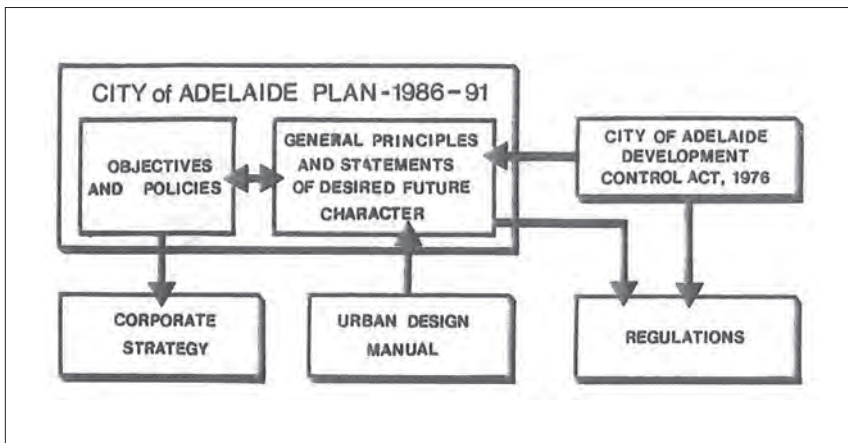 CITY of ADELAIDE PLAN-1986-91
OBJECTIVES
AND POLICIES
GENERAL PRINCIPLES
AND STATEMENTS
OF DESIRED FUTURE
CHARACTER
CITY OF ADELAIDE
DEVELOPMENT
CONTROL ACT, 1976
CORPORATE
STRATEGY
URBAN DESIGN
MANUAL
REGULATIONS